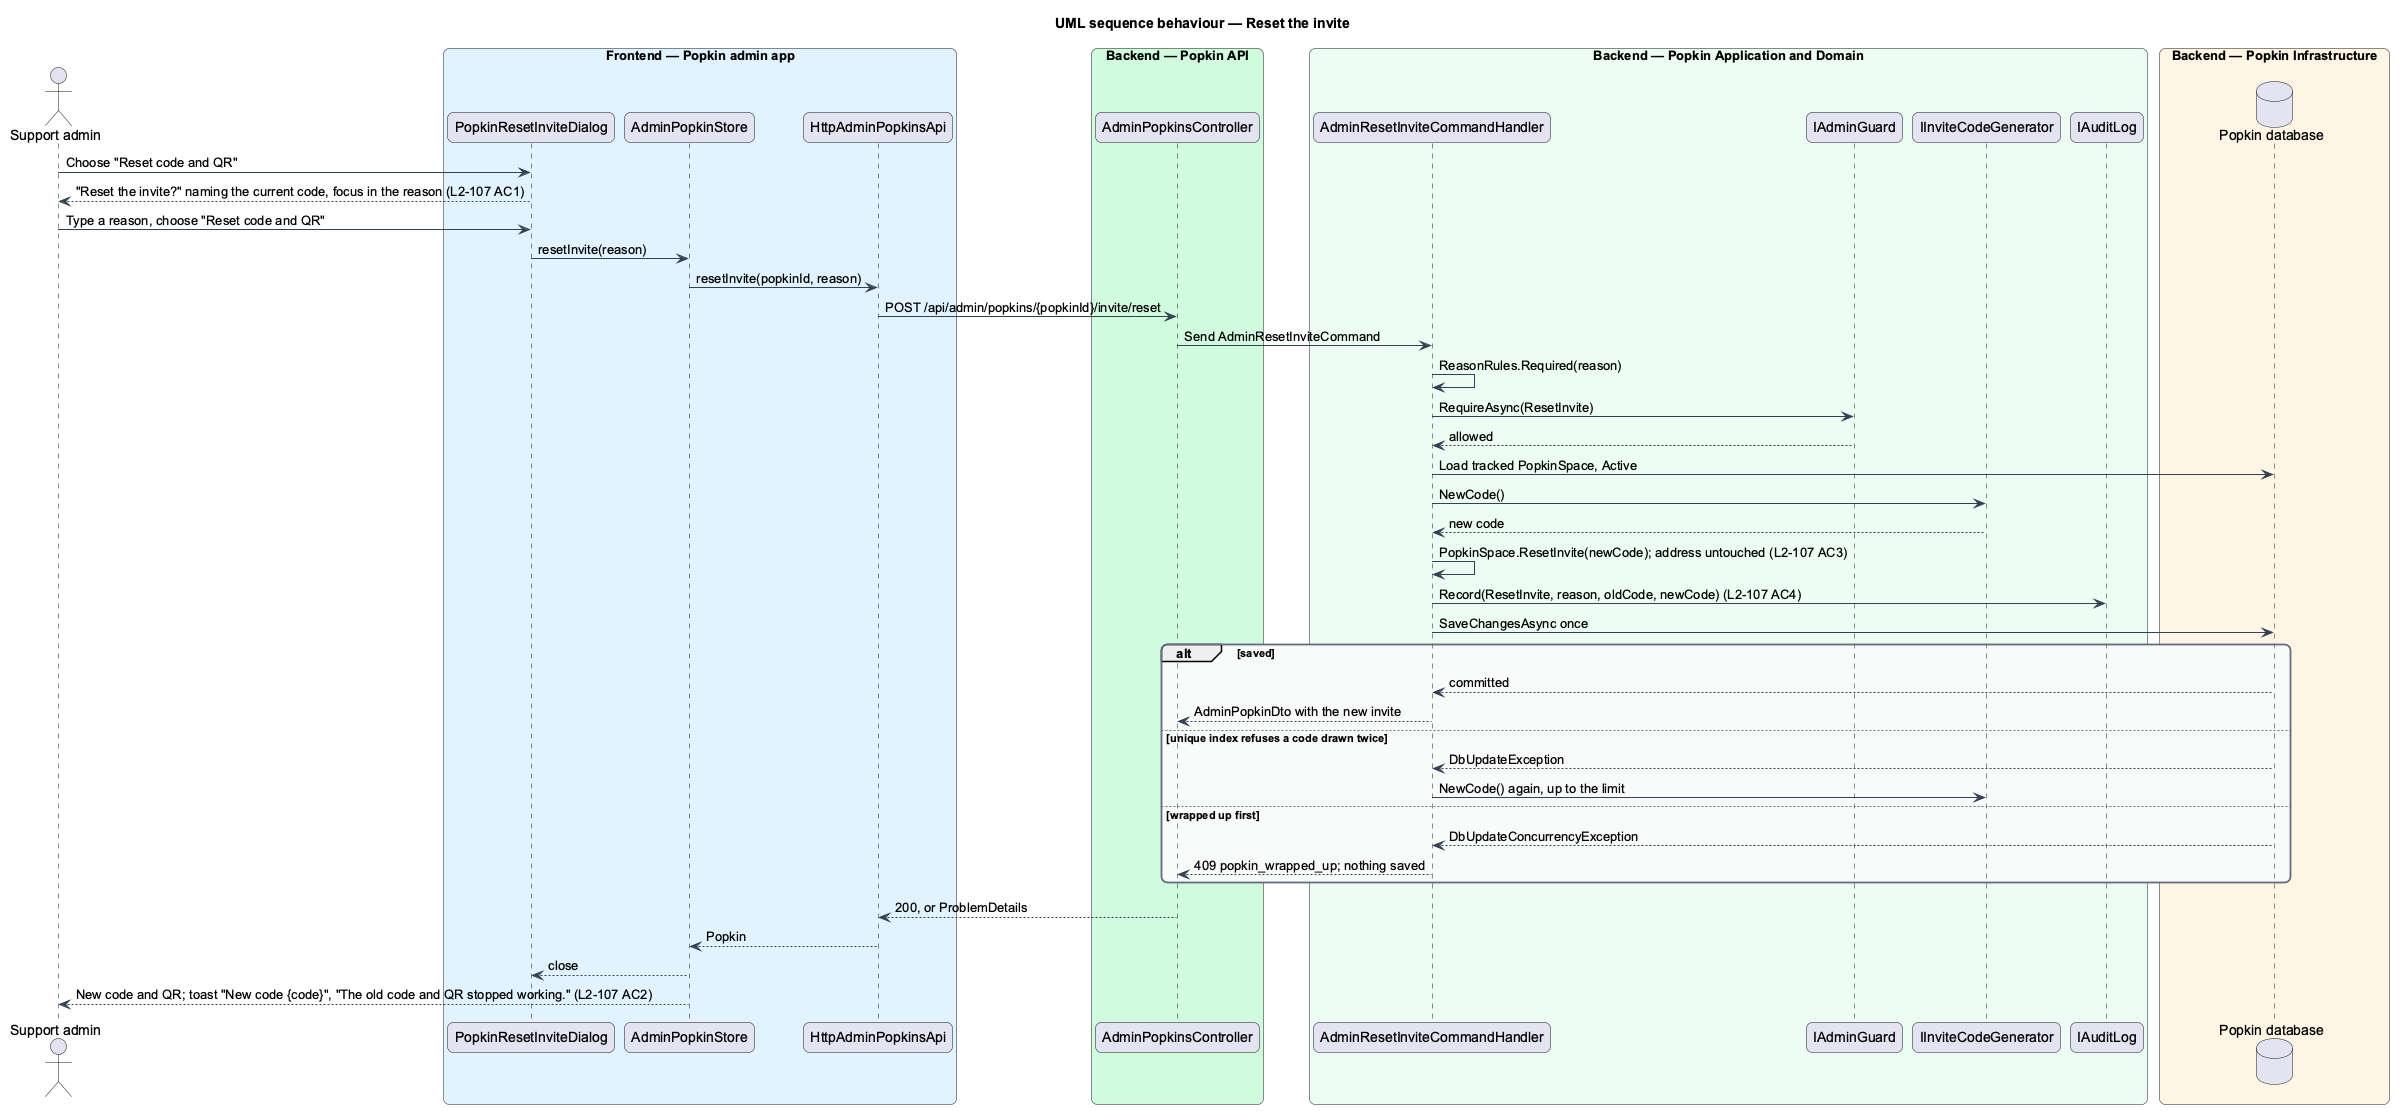 UML sequence behaviour — Reset the invite
Frontend — Popkin admin app
Backend — Popkin API
Backend — Popkin Application and Domain
Backend — Popkin Infrastructure
Support admin
PopkinResetInviteDialog
AdminPopkinStore
HttpAdminPopkinsApi
AdminPopkinsController
AdminResetInviteCommandHandler
IAdminGuard
IInviteCodeGenerator
IAuditLog
Popkin database
Choose "Reset code and QR"
"Reset the invite?" naming the current code, focus in the reason (L2-107 AC1)
Type a reason, choose "Reset code and QR"
resetInvite(reason)
resetInvite(popkinId, reason)
POST /api/admin/popkins/{popkinId}/invite/reset
Send AdminResetInviteCommand
ReasonRules.Required(reason)
RequireAsync(ResetInvite)
allowed
Load tracked PopkinSpace, Active
NewCode()
new code
PopkinSpace.ResetInvite(newCode); address untouched (L2-107 AC3)
Record(ResetInvite, reason, oldCode, newCode) (L2-107 AC4)
SaveChangesAsync once
alt [saved]
committed
AdminPopkinDto with the new invite
[unique index refuses a code drawn twice]
DbUpdateException
NewCode() again, up to the limit
[wrapped up first]
DbUpdateConcurrencyException
409 popkin_wrapped_up; nothing saved
200, or ProblemDetails
Popkin
close
New code and QR; toast "New code {code}", "The old code and QR stopped working." (L2-107 AC2)
Support admin
PopkinResetInviteDialog
AdminPopkinStore
HttpAdminPopkinsApi
AdminPopkinsController
AdminResetInviteCommandHandler
IAdminGuard
IInviteCodeGenerator
IAuditLog
Popkin database